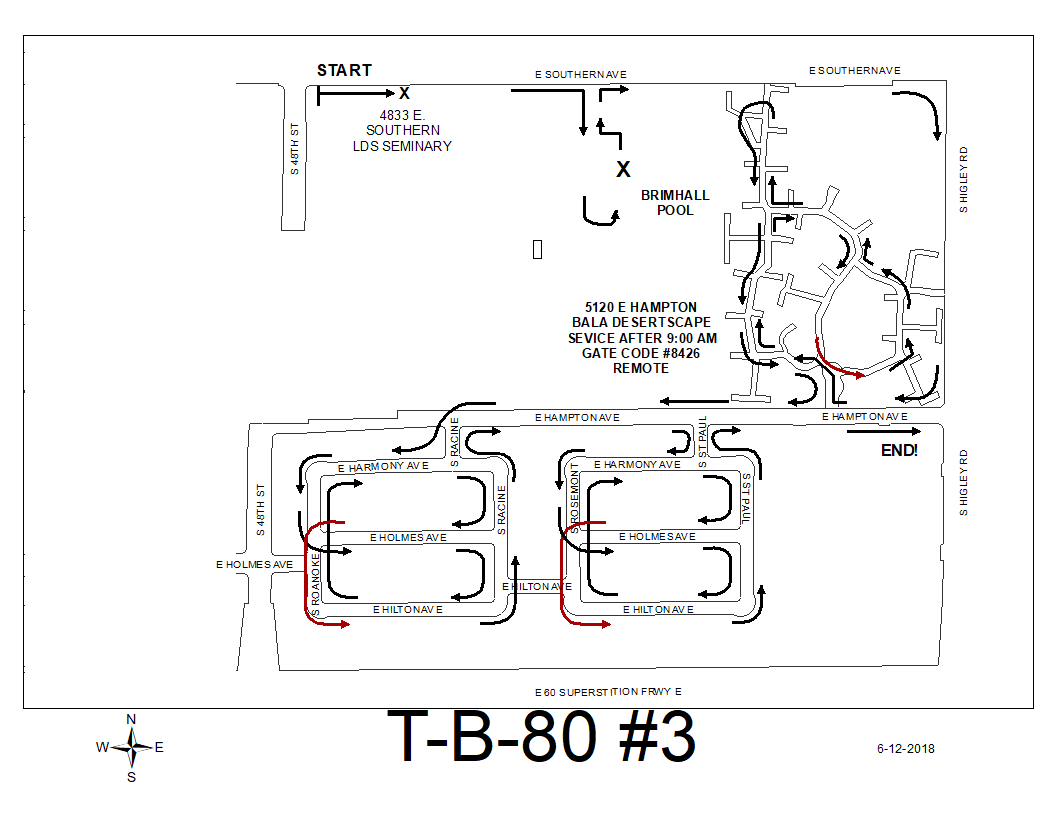 START
E SOUTHERN AVE
E SOUTHERN AVE
X
4833 E.
SOUTHERN
LDS SEMINARY
S 48TH ST
S HIGLEY RD
X
BRIMHALL
POOL
5120 E HAMPTON
BALA DESERTSCAPE
SEVICE AFTER 9:00 AM
GATE CODE #8426
REMOTE
E HAMPTON AVE
E HAMPTON AVE
END!
S RACINE
S ST PAUL
E HARMONY AVE
E HARMONY AVE
S 48TH ST
S RACINE
S ROSEMONT
S ST PAUL
S HIGLEY RD
E HOLMES AVE
E HOLMES AVE
E HOLMES AVE
S ROANOKE
E HILTON AVE
E HILTON AVE
E HILTON AVE
E 60 SUPERSTITION FRWY E
T-B-80 #3
N
W E
S
6-12-2018